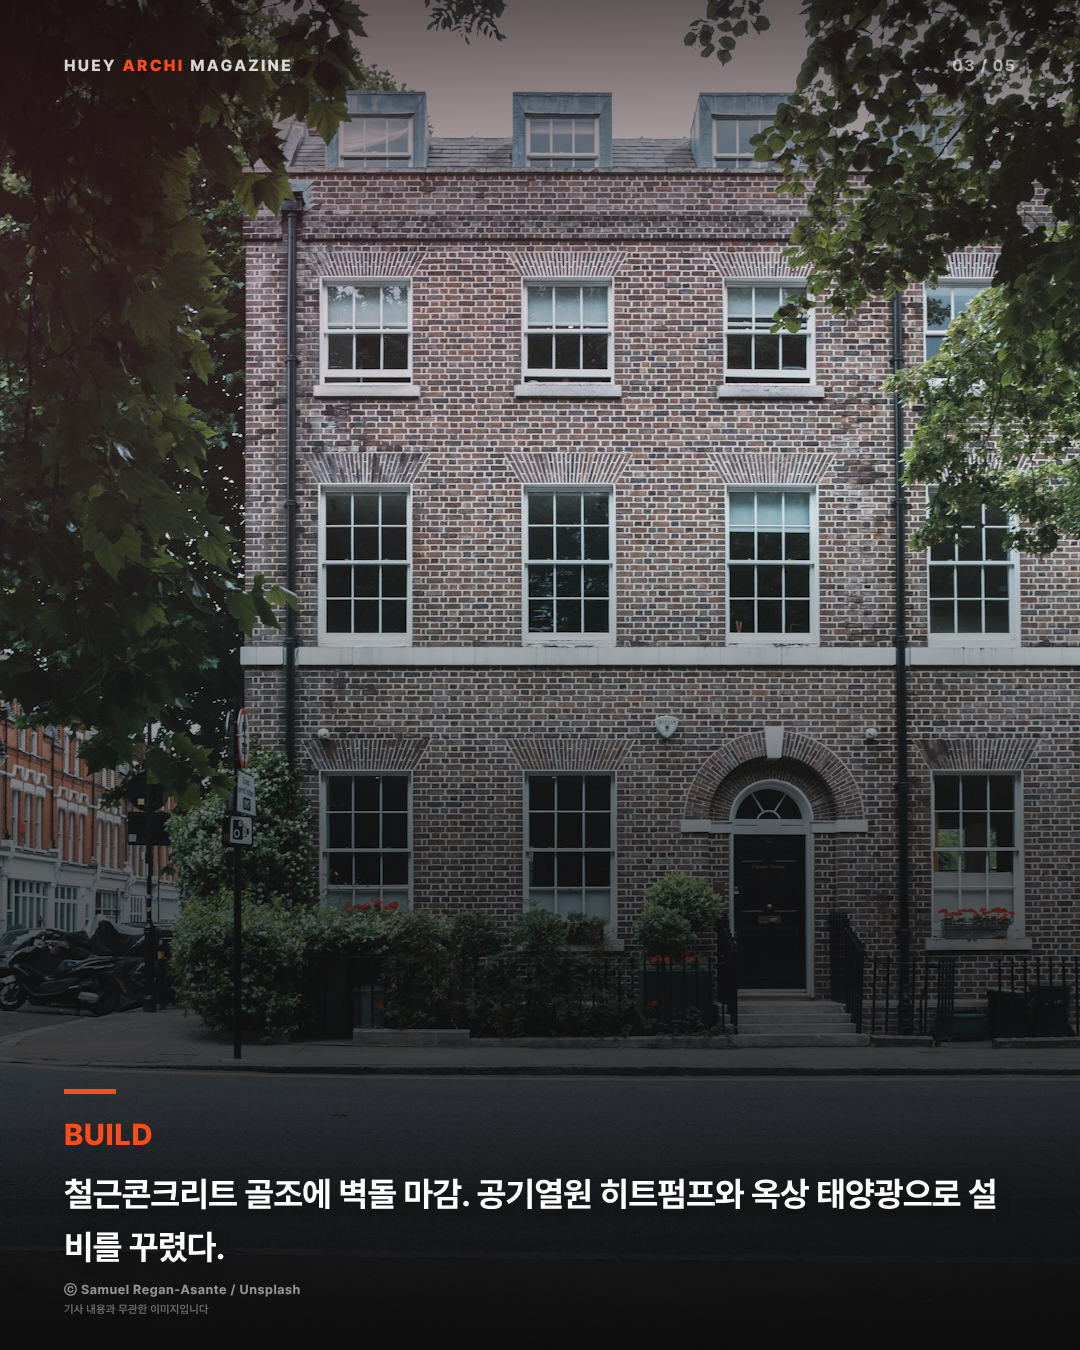 HUEY ARCHI MAGAZINE
03 / 05
BUILD
철근콘크리트 골조에 벽돌 마감. 공기열원 히트펌프와 옥상 태양광으로 설
비를 꾸렸다.
Ⓒ Samuel Regan-Asante / Unsplash
기사 내용과 무관한 이미지입니다